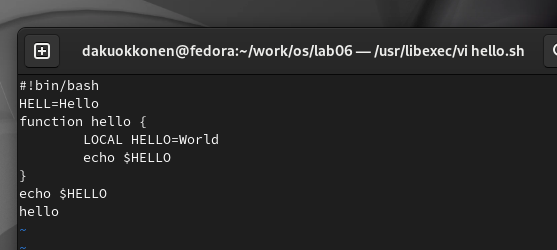 dakuokkonen@fedora:~/work/os/lab06 — /usr/libexec/vi hello.sh
#!bin/bash
HELL=Hello
function hello {
        LOCAL HELLO=World
        echo $HELLO
}
echo $HELLO
hello
~
~